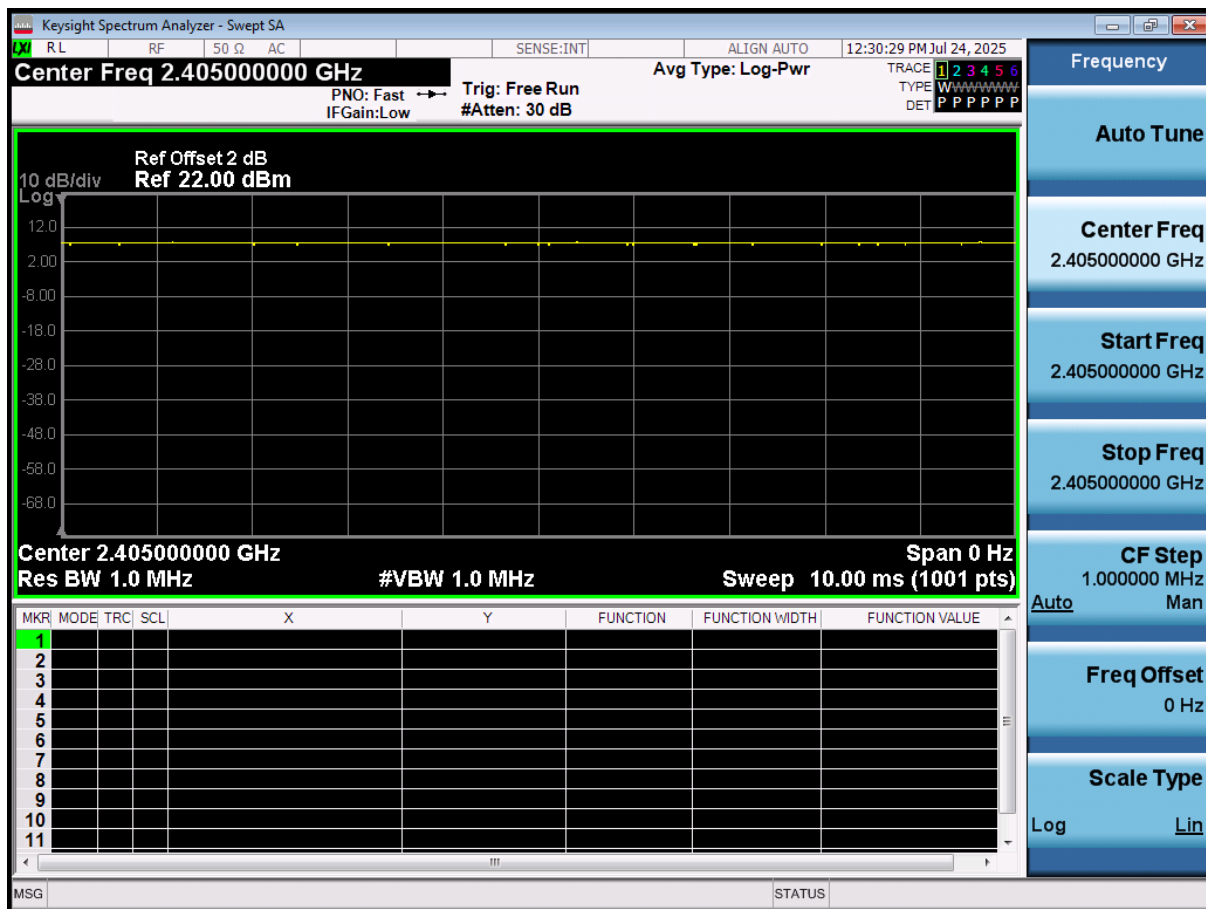 Keysight Spectrum Analyzer - Swept SA
LXI RL RF 50 Ω AC SENSE:INT ALIGN AUTO 12:30:29 PM Jul 24, 2025
Center Freq 2.405000000 GHz
PNO: Fast
IFGain:Low
Trig: Free Run
#Atten: 30 dB
Avg Type: Log-Pwr
TRACE 1 2 3 4 5 6
TYPE WWWWWW
DET P P P P P P
Ref Offset 2 dB
10 dB/div Ref 22.00 dBm
Log
12.0
2.00
-8.00
-18.0
-28.0
-38.0
-48.0
-58.0
-68.0
Center 2.405000000 GHz Span 0 Hz
Res BW 1.0 MHz #VBW 1.0 MHz Sweep 10.00 ms (1001 pts)
MKR MODE TRC SCL X Y FUNCTION FUNCTION WIDTH FUNCTION VALUE
1
2
3
4
5
6
7
8
9
10
11
MSG STATUS
Frequency
Auto Tune
Center Freq
2.405000000 GHz
Start Freq
2.405000000 GHz
Stop Freq
2.405000000 GHz
CF Step
1.000000 MHz
Auto Man
Freq Offset
0 Hz
Scale Type
Log Lin